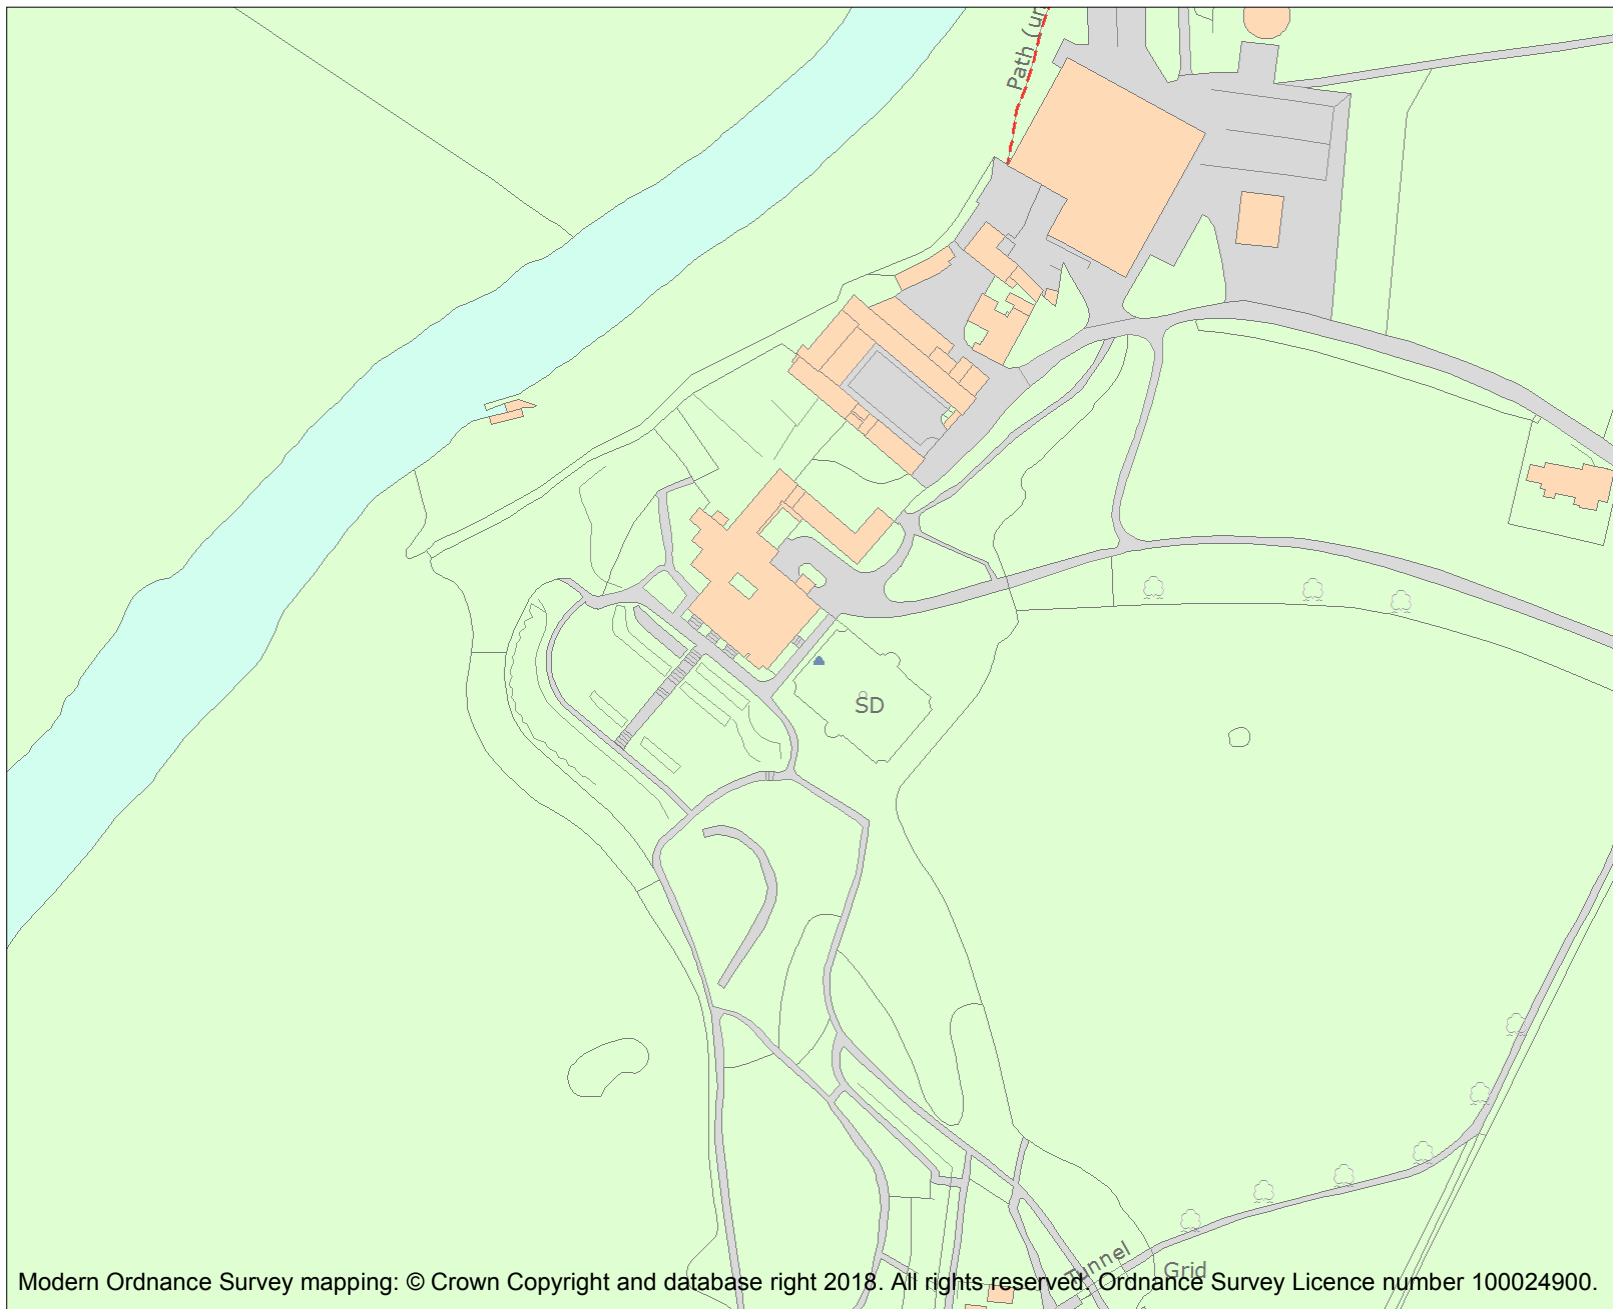 Path (un
SD
Tunnel
Grid
Modern Ordnance Survey mapping: © Crown Copyright and database right 2018. All rights reserved. Ordnance Survey Licence number 100024900.